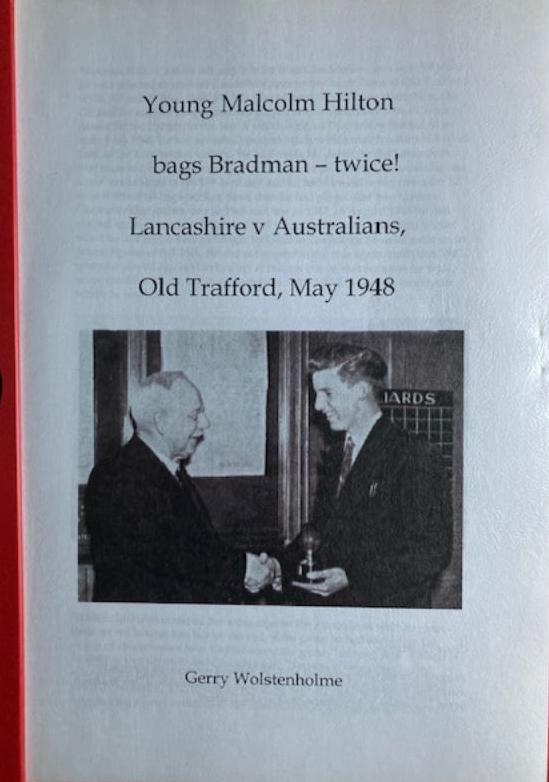 Young Malcolm Hilton
bags Bradman – twice!
Lancashire v Australians,
Old Trafford, May 1948
IARDS
Gerry Wolstenholme